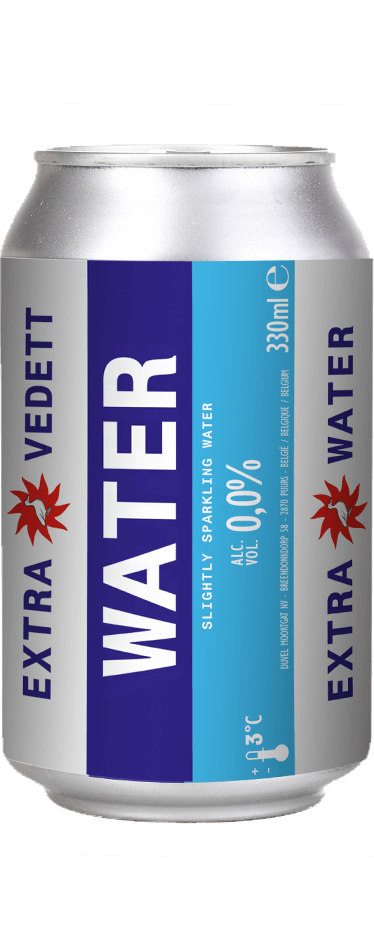 EXTRA VEDETT
WATER
SLIGHTLY SPARKLING WATER
ALC.
VOL. 0,0%
330ml ℮
DUVEL MOORTGAT NV - BREENDONKDORP 58 - 2870 PUURS - BELGIË / BELGIQUE / BELGIUM
+
- 3°C
EXTRA WATER